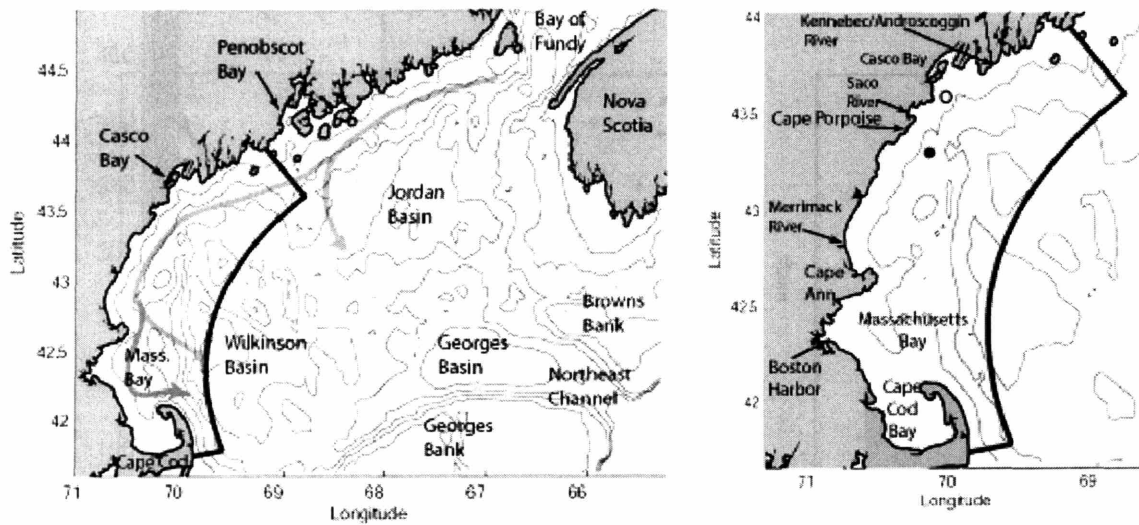 Bay of
Fundy
Penobscot
Bay
Nova
Scotia
Casco
Bay
Jordan
Basin
Browns
Bank
Mass.
Bay
Wilkinson
Basin
Georges
Basin
Northeast
Channel
Georges
Bank
Cape Cod
44.5
44
43.5
43
42.5
42
Latitude
71
70
69
68
67
66
Longitude
Kennebec/Androscoggin
River
Casco Bay
Saco
River
Cape Porpoise
Merrimack
River
Cape
Ann
Massachusetts
Bay
Boston
Harbor
Cape
Cod
Bay
44
43.5
43
42.5
42
Latitude
71
70
69
Longitude